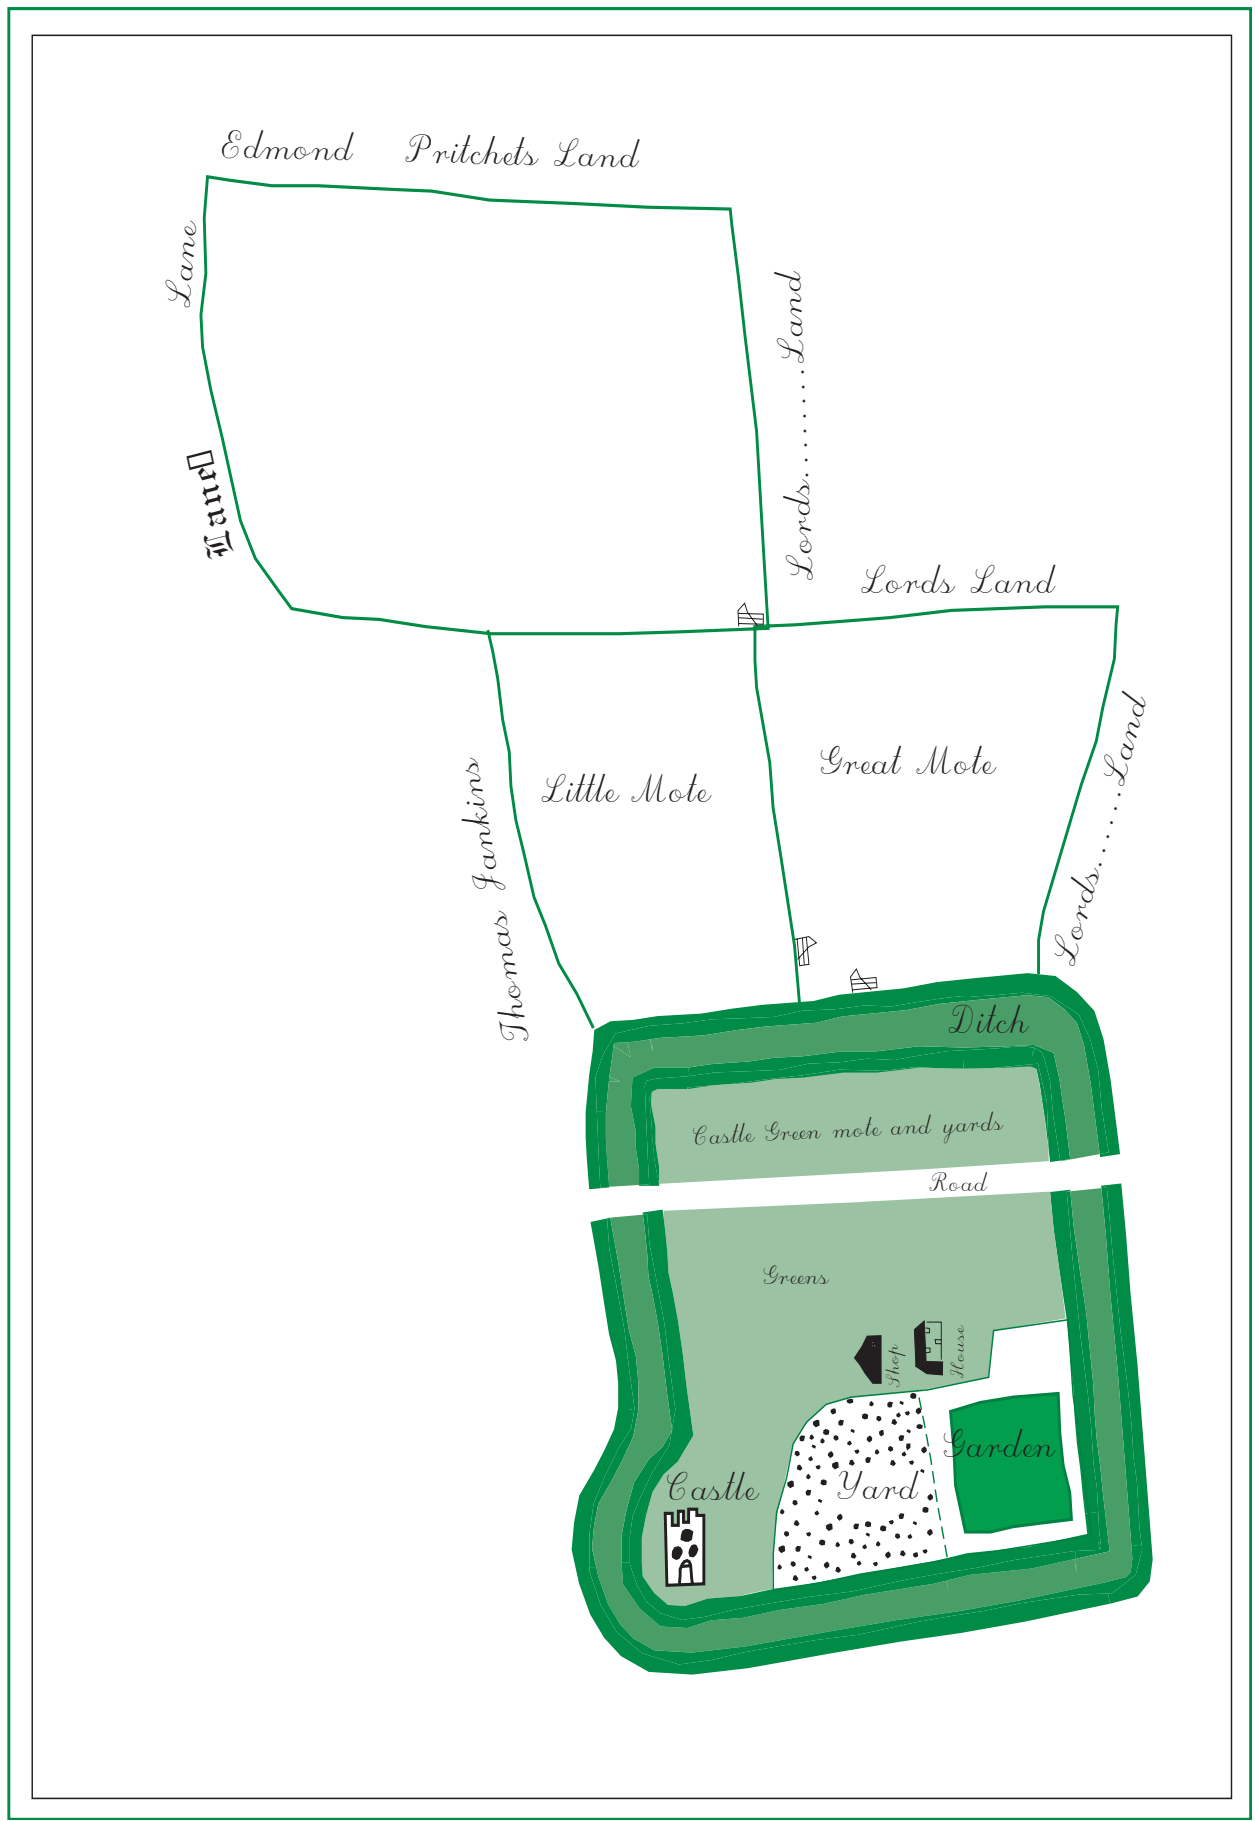 Edmond Pritchets Land
Lane
Lords........Land
Lane
Lords Land
Lords......Land
Great Mote
Little Mote
Thomas Jankins
Ditch
Castle Green mote and yards
Road
Greens
Shop
House
Garden
Castle
Yard